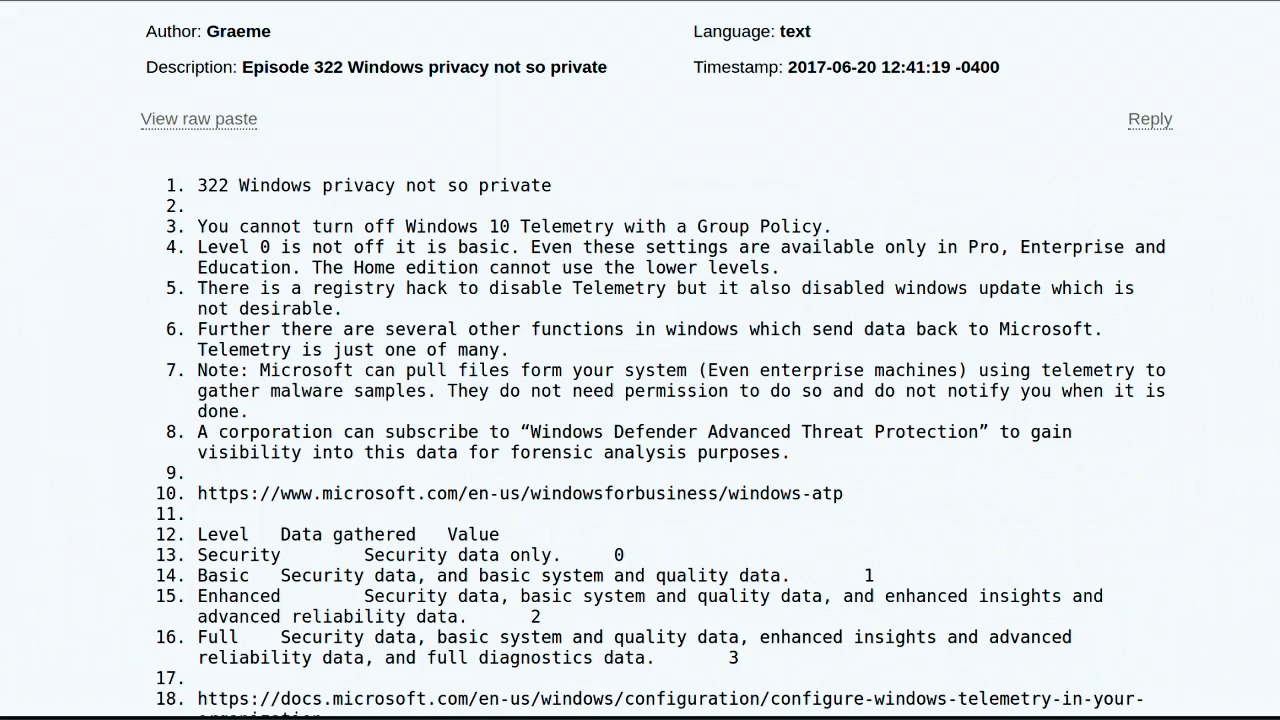 Author: Graeme
Language: text
Description: Episode 322 Windows privacy not so private
Timestamp: 2017-06-20 12:41:19 -0400
View raw paste
Reply
1. 322 Windows privacy not so private
2.
3. You cannot turn off Windows 10 Telemetry with a Group Policy.
4. Level 0 is not off it is basic. Even these settings are available only in Pro, Enterprise and
Education. The Home edition cannot use the lower levels.
5. There is a registry hack to disable Telemetry but it also disabled windows update which is
not desirable.
6. Further there are several other functions in windows which send data back to Microsoft.
Telemetry is just one of many.
7. Note: Microsoft can pull files form your system (Even enterprise machines) using telemetry to
gather malware samples. They do not need permission to do so and do not notify you when it is
done.
8. A corporation can subscribe to “Windows Defender Advanced Threat Protection” to gain
visibility into this data for forensic analysis purposes.
9.
10. https://www.microsoft.com/en-us/windowsforbusiness/windows-atp
11.
12. Level Data gathered Value
13. Security Security data only. 0
14. Basic Security data, and basic system and quality data. 1
15. Enhanced Security data, basic system and quality data, and enhanced insights and
advanced reliability data. 2
16. Full Security data, basic system and quality data, enhanced insights and advanced
reliability data, and full diagnostics data. 3
17.
18. https://docs.microsoft.com/en-us/windows/configuration/configure-windows-telemetry-in-your-